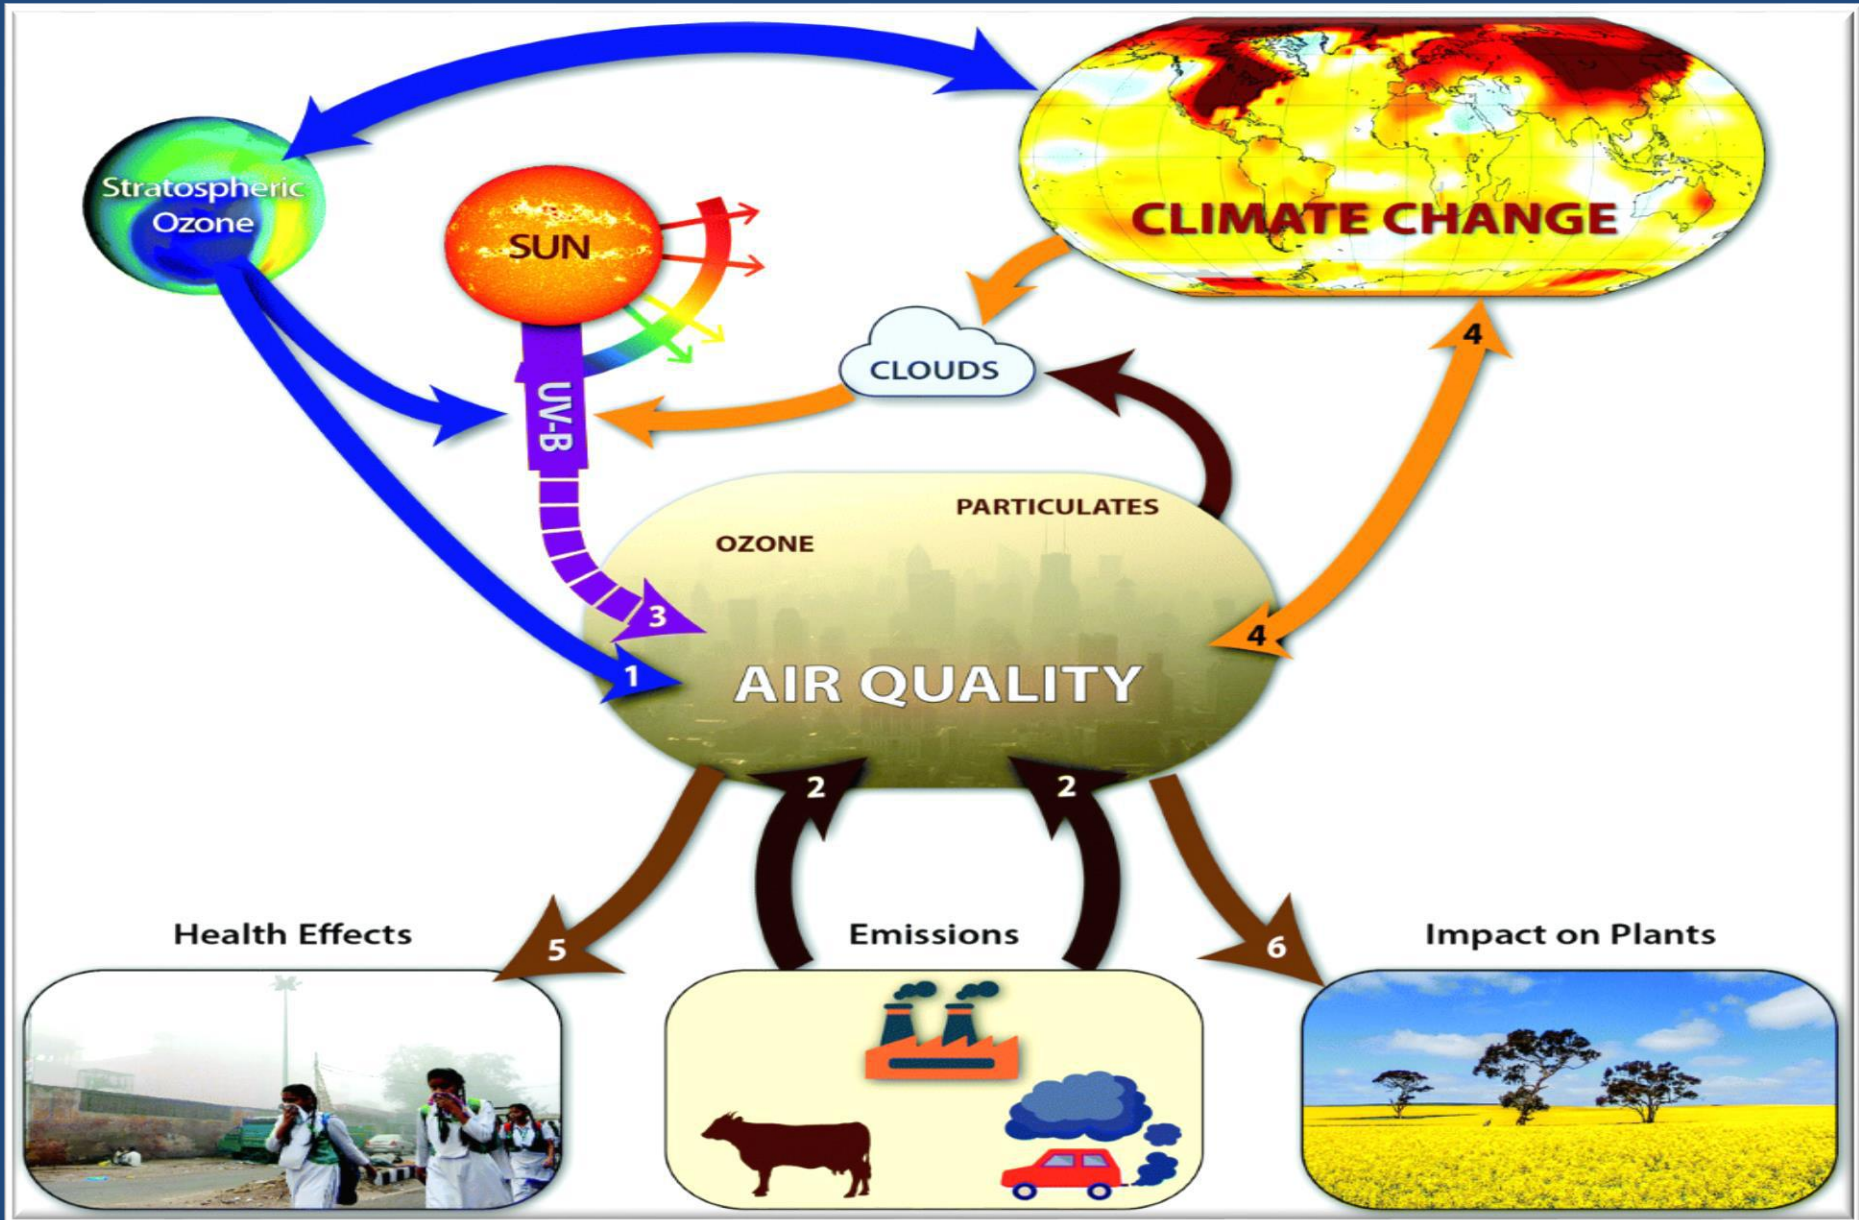 Stratospheric
Ozone
SUN
CLIMATE CHANGE
4
CLOUDS
UV-B
PARTICULATES
OZONE
3
4
1
AIR QUALITY
2
2
Health Effects
Emissions
Impact on Plants
5
6